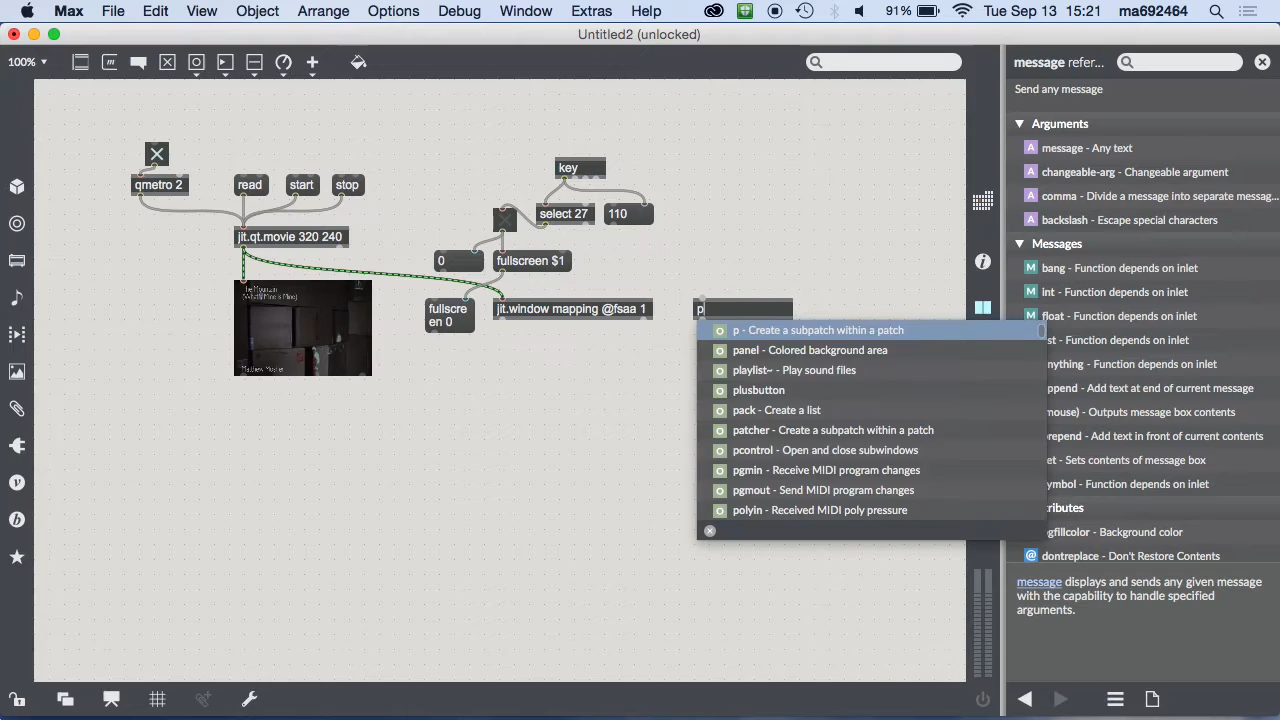 Max File Edit View Object Arrange Options Debug Window Extras Help 91% Tue Sep 13 15:21 ma692464
Untitled2 (unlocked)
100%
message refer...
Send any message
Arguments
message - Any text
changeable-arg - Changeable argument
comma - Divide a message into separate messag...
backslash - Escape special characters
Messages
bang - Function depends on inlet
int - Function depends on inlet
float - Function depends on inlet
st - Function depends on inlet
nything - Function depends on inlet
ppend - Add text at end of current message
mouse) - Outputs message box contents
repend - Add text in front of current contents
et - Sets contents of message box
ymbol - Function depends on inlet
ributes
gfillcolor - Background color
dontreplace - Don't Restore Contents
message displays and sends any given message
with the capability to handle specified
arguments.
key
qmetro 2 read start stop
select 27 110
jit.qt.movie 320 240
0 fullscreen $1
The Mountain
(What's Mine is Mine)
Matthew Mosher
fullscre
en 0
jit.window mapping @fsaa 1
p
p - Create a subpatch within a patch
panel - Colored background area
playlist~ - Play sound files
plusbutton
pack - Create a list
patcher - Create a subpatch within a patch
pcontrol - Open and close subwindows
pgmin - Receive MIDI program changes
pgmout - Send MIDI program changes
polyin - Received MIDI poly pressure